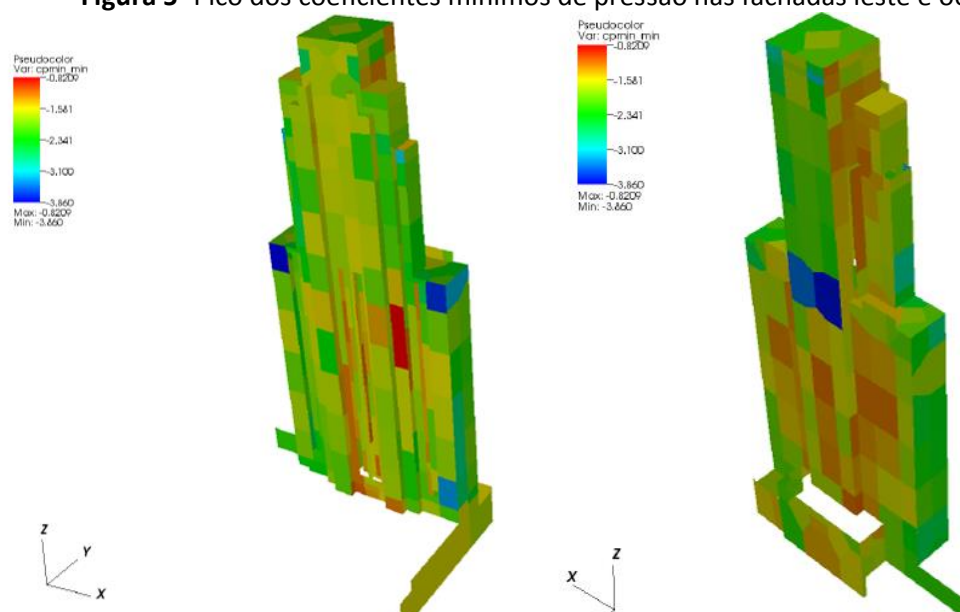 Figura 5- Pico dos coeficientes mínimos de pressão nas fachadas leste e
Pseudocolor
Var: cpmin_min
-0.8209
-1.581
-2.341
-3.100
-3.860
Max: -0.8209
Min: -3.860
Z
Y
X
Pseudocolor
Var: cpmin_min
-0.8209
-1.581
-2.341
-3.100
-3.860
Max: -0.8209
Min: -3.860
Z
X